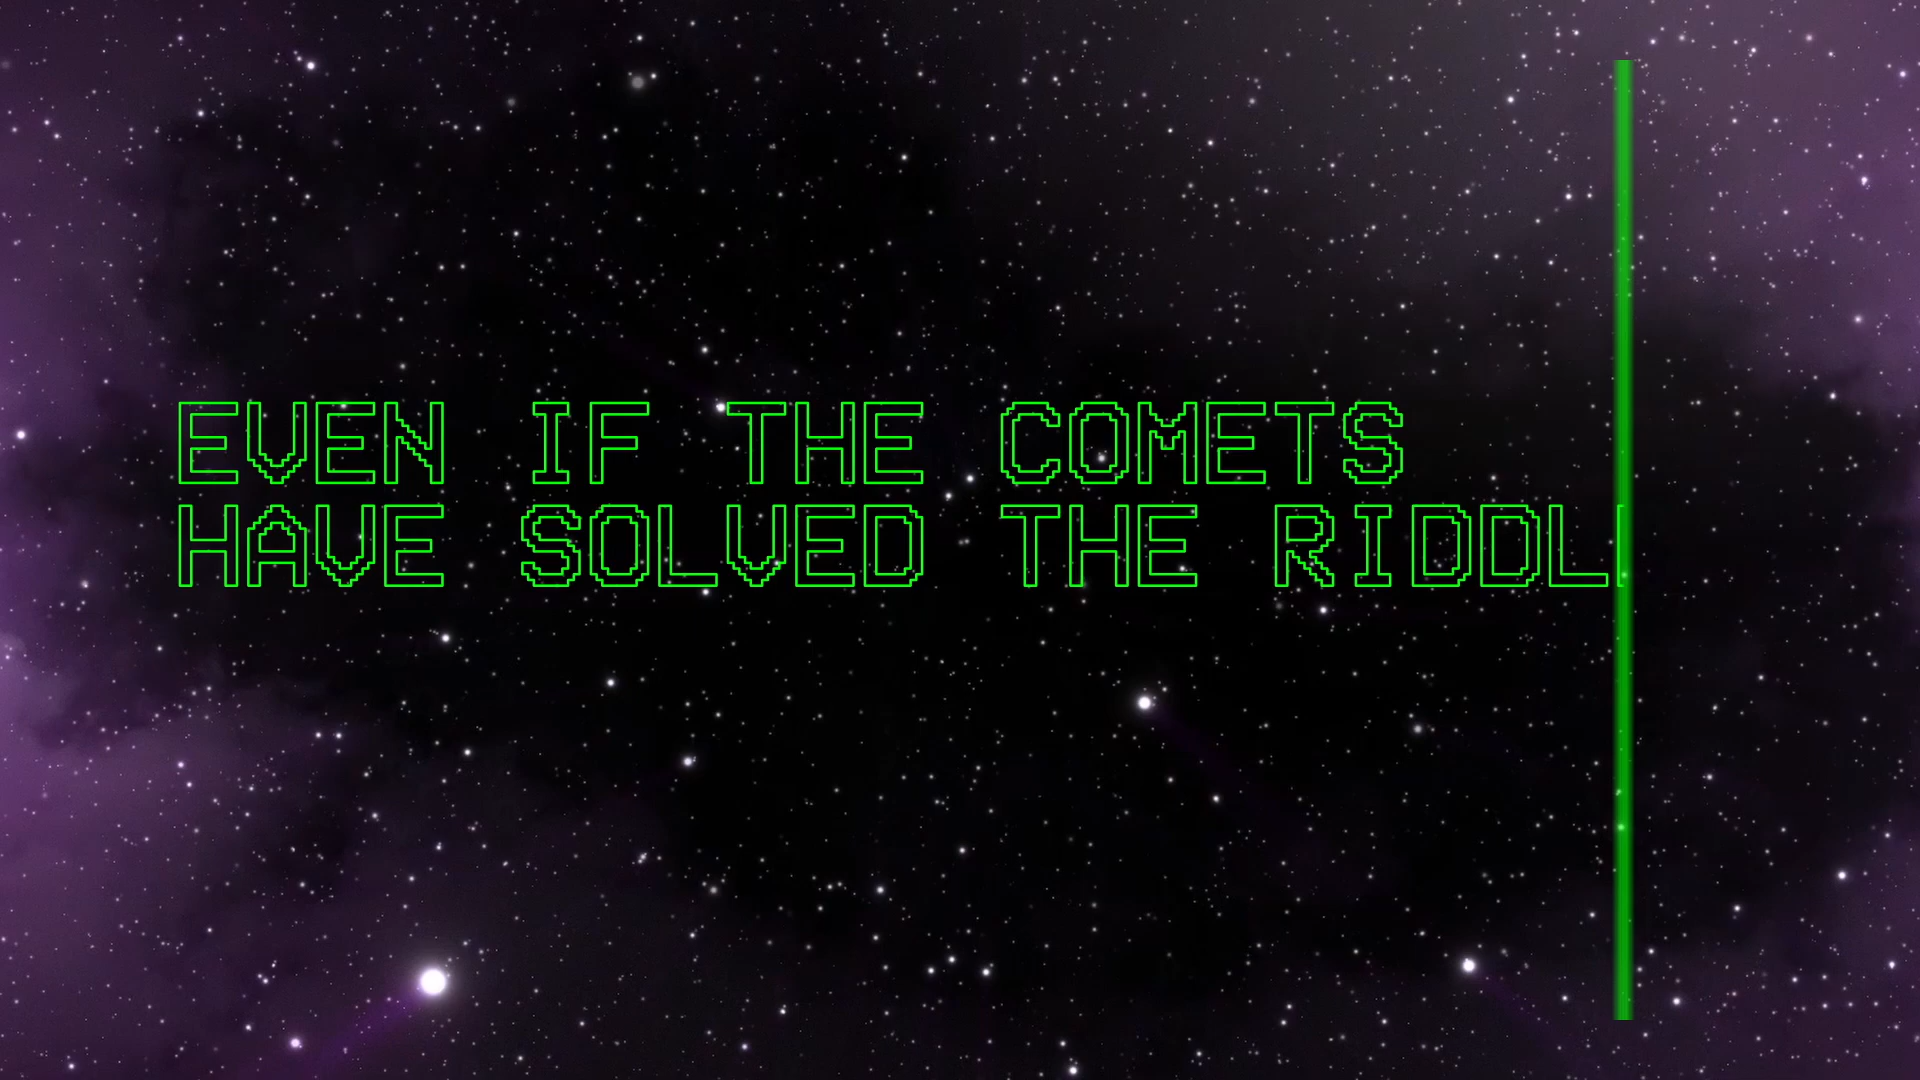 EVEN IF THE COMETS
HAVE SOLVED THE RIDDL